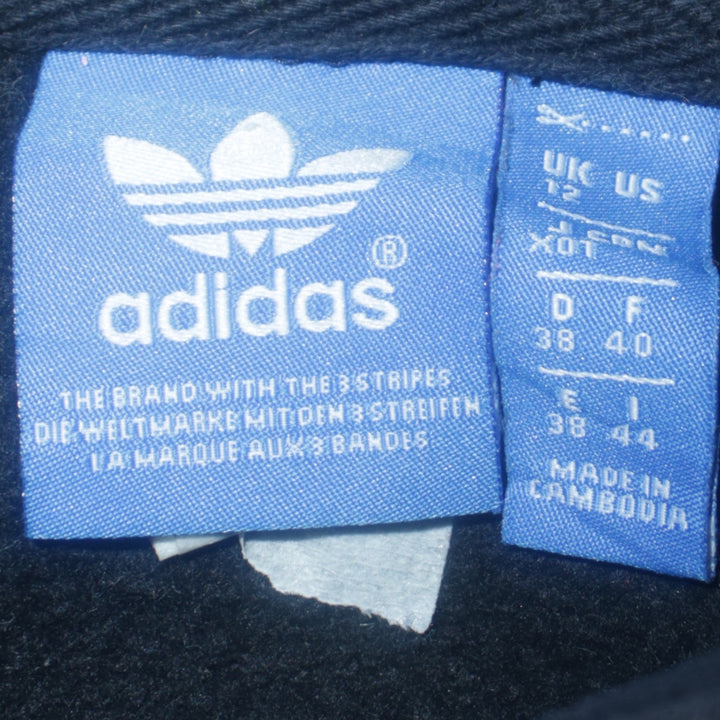 ®
adidas
THE BRAND WITH THE 3 STRIPES
DIE WELTMARKE MIT DEN 3 STREIFEN
LA MARQUE AUX 3 BANDES
UK US
12
D F
38 40
E I
38 44
MADE IN
CAMBODIA